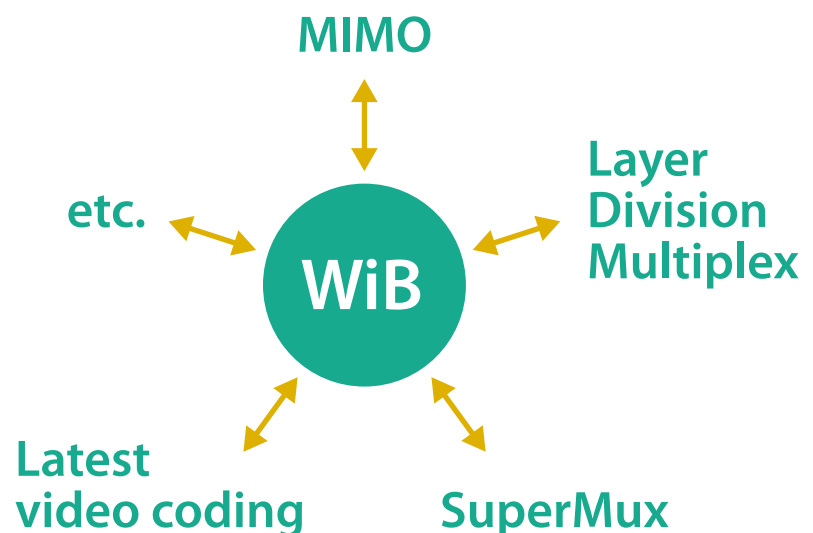 MIMO
Layer
Division
Multiplex
etc.
WiB
Latest
video coding
SuperMux